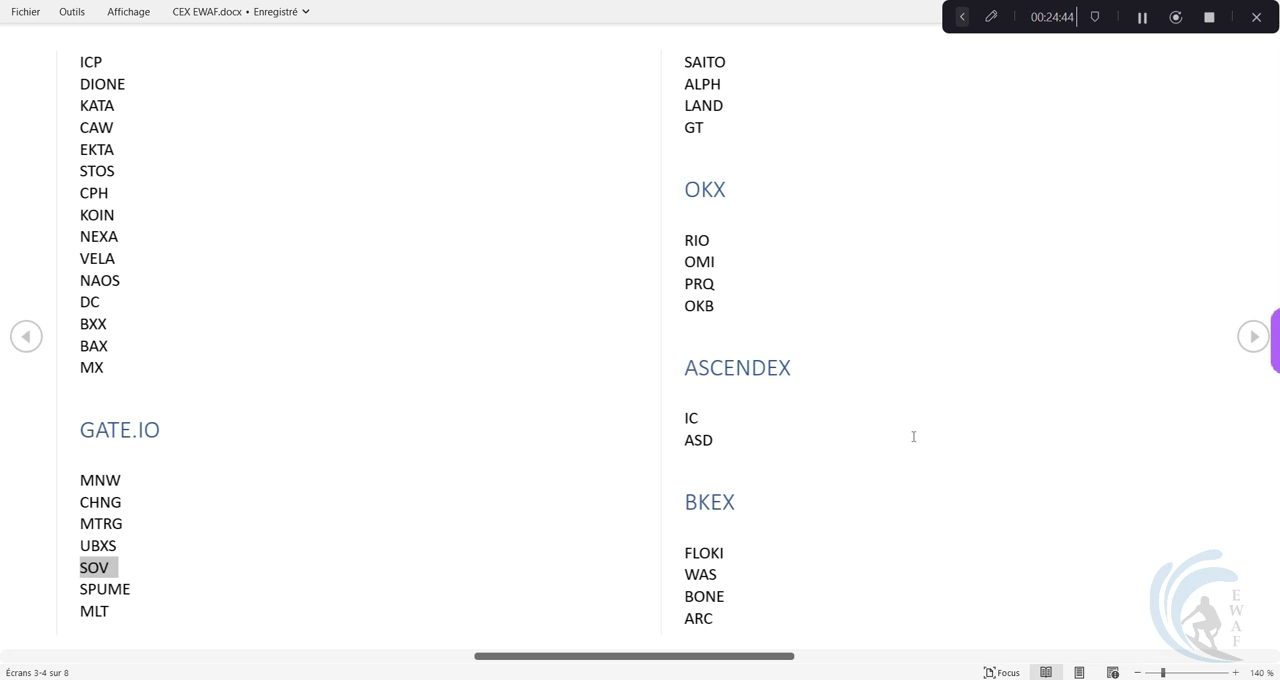 Fichier Outils Affichage CEX EWAF.docx • Enregistré
00:24:44
ICP
DIONE
KATA
CAW
EKTA
STOS
CPH
KOIN
NEXA
VELA
NAOS
DC
BXX
BAX
MX
GATE.IO
MNW
CHNG
MTRG
UBXS
SOV
SPUME
MLT
SAITO
ALPH
LAND
GT
OKX
RIO
OMI
PRQ
OKB
ASCENDEX
IC
ASD
BKEX
FLOKI
WAS
BONE
ARC
EWAF
Écrans 3-4 sur 8
Focus
140 %